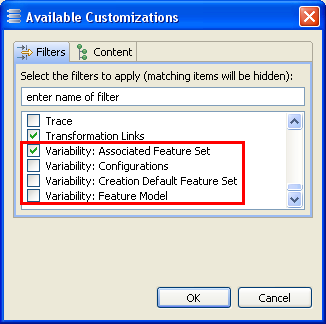 Available Customizations
Filters
Content
Select the filters to apply (matching items will be hidden):
enter name of filter
Trace
Transformation Links
Variability: Associated Feature Set
Variability: Configurations
Variability: Creation Default Feature Set
Variability: Feature Model
OK
Cancel